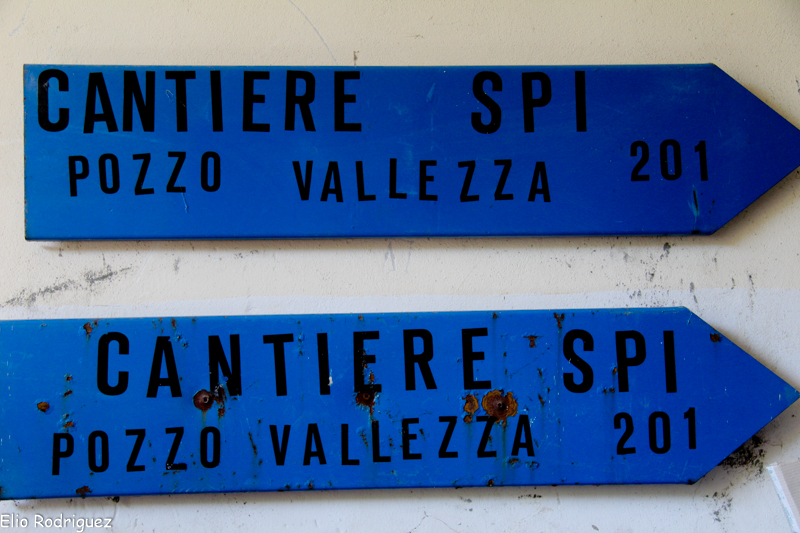 CANTIERE SPI
POZZO VALLEZZA 201
CANTIERE SPI
POZZO VALLEZZA 201
Elio Rodriguez